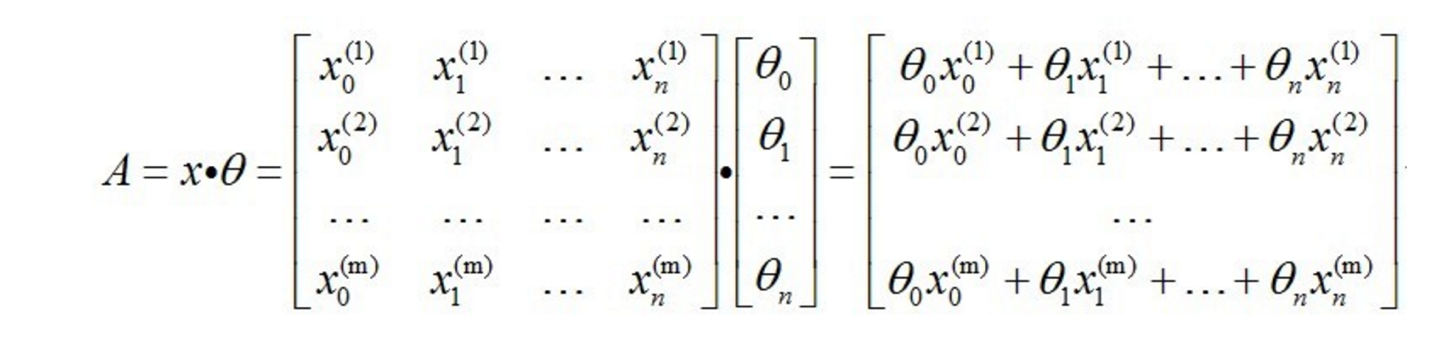 A = x•θ = [x_0^{(1)} x_1^{(1)} … x_n^{(1)}; x_0^{(2)} x_1^{(2)} … x_n^{(2)}; … … … …; x_0^{(m)} x_1^{(m)} … x_n^{(m)}] • [θ_0; θ_1; …; θ_n] = [θ_0x_0^{(1)} + θ_1x_1^{(1)} + … + θ_nx_n^{(1)}; θ_0x_0^{(2)} + θ_1x_1^{(2)} + … + θ_nx_n^{(2)}; …; θ_0x_0^{(m)} + θ_1x_1^{(m)} + … + θ_nx_n^{(m)}]